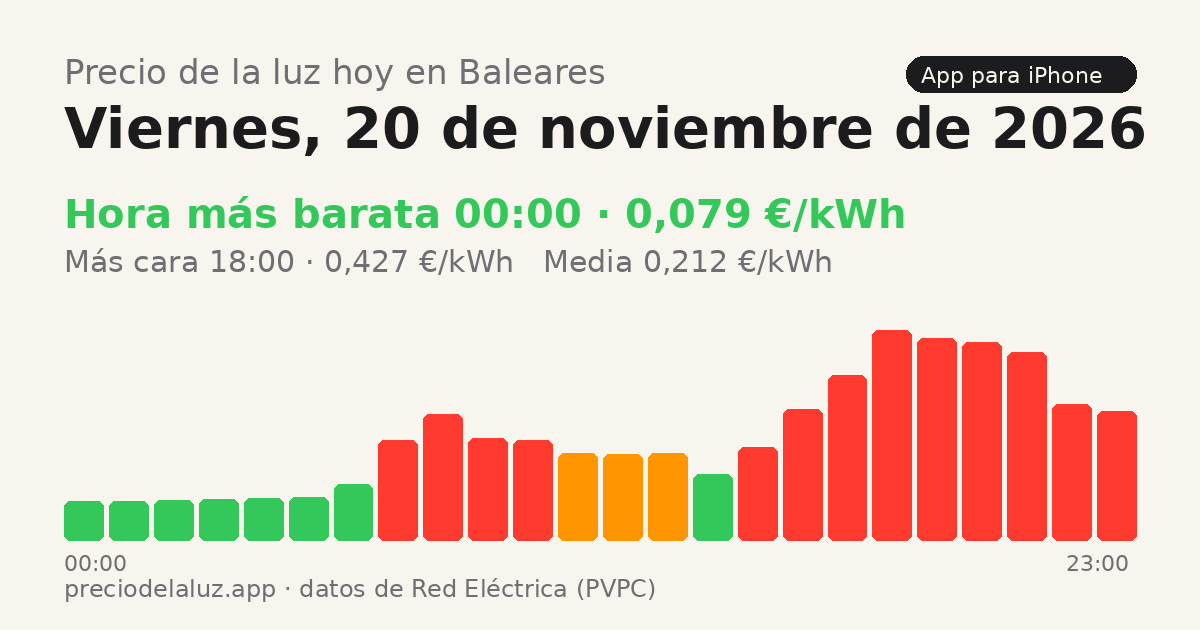 Precio de la luz hoy en Baleares
App para iPhone
Viernes, 20 de noviembre de 2026
Hora más barata 00:00 · 0,079 €/kWh
Más cara 18:00 · 0,427 €/kWh   Media 0,212 €/kWh
00:00
23:00
preciodelaluz.app · datos de Red Eléctrica (PVPC)